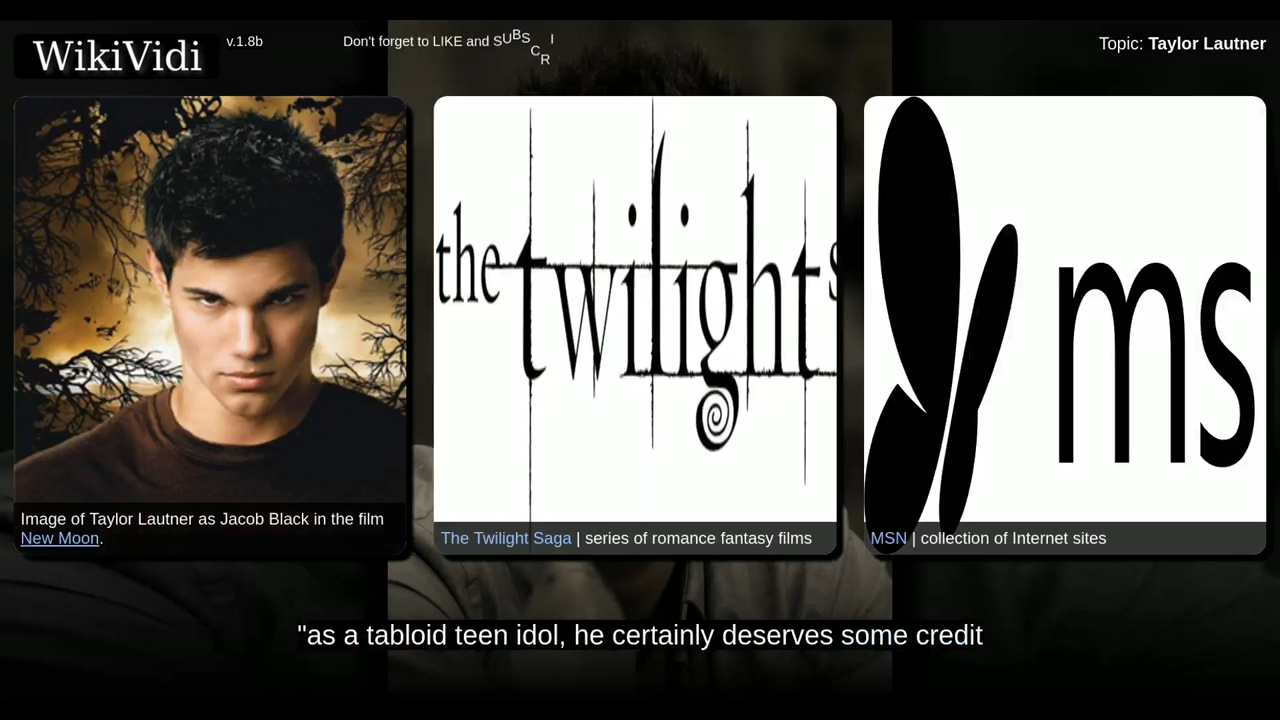 WikiVidi
v.1.8b
Don't forget to LIKE and SUBSCRI
Topic: Taylor Lautner
the twilight s
ms
Image of Taylor Lautner as Jacob Black in the film
New Moon.
The Twilight Saga | series of romance fantasy films
MSN | collection of Internet sites
"as a tabloid teen idol, he certainly deserves some credit